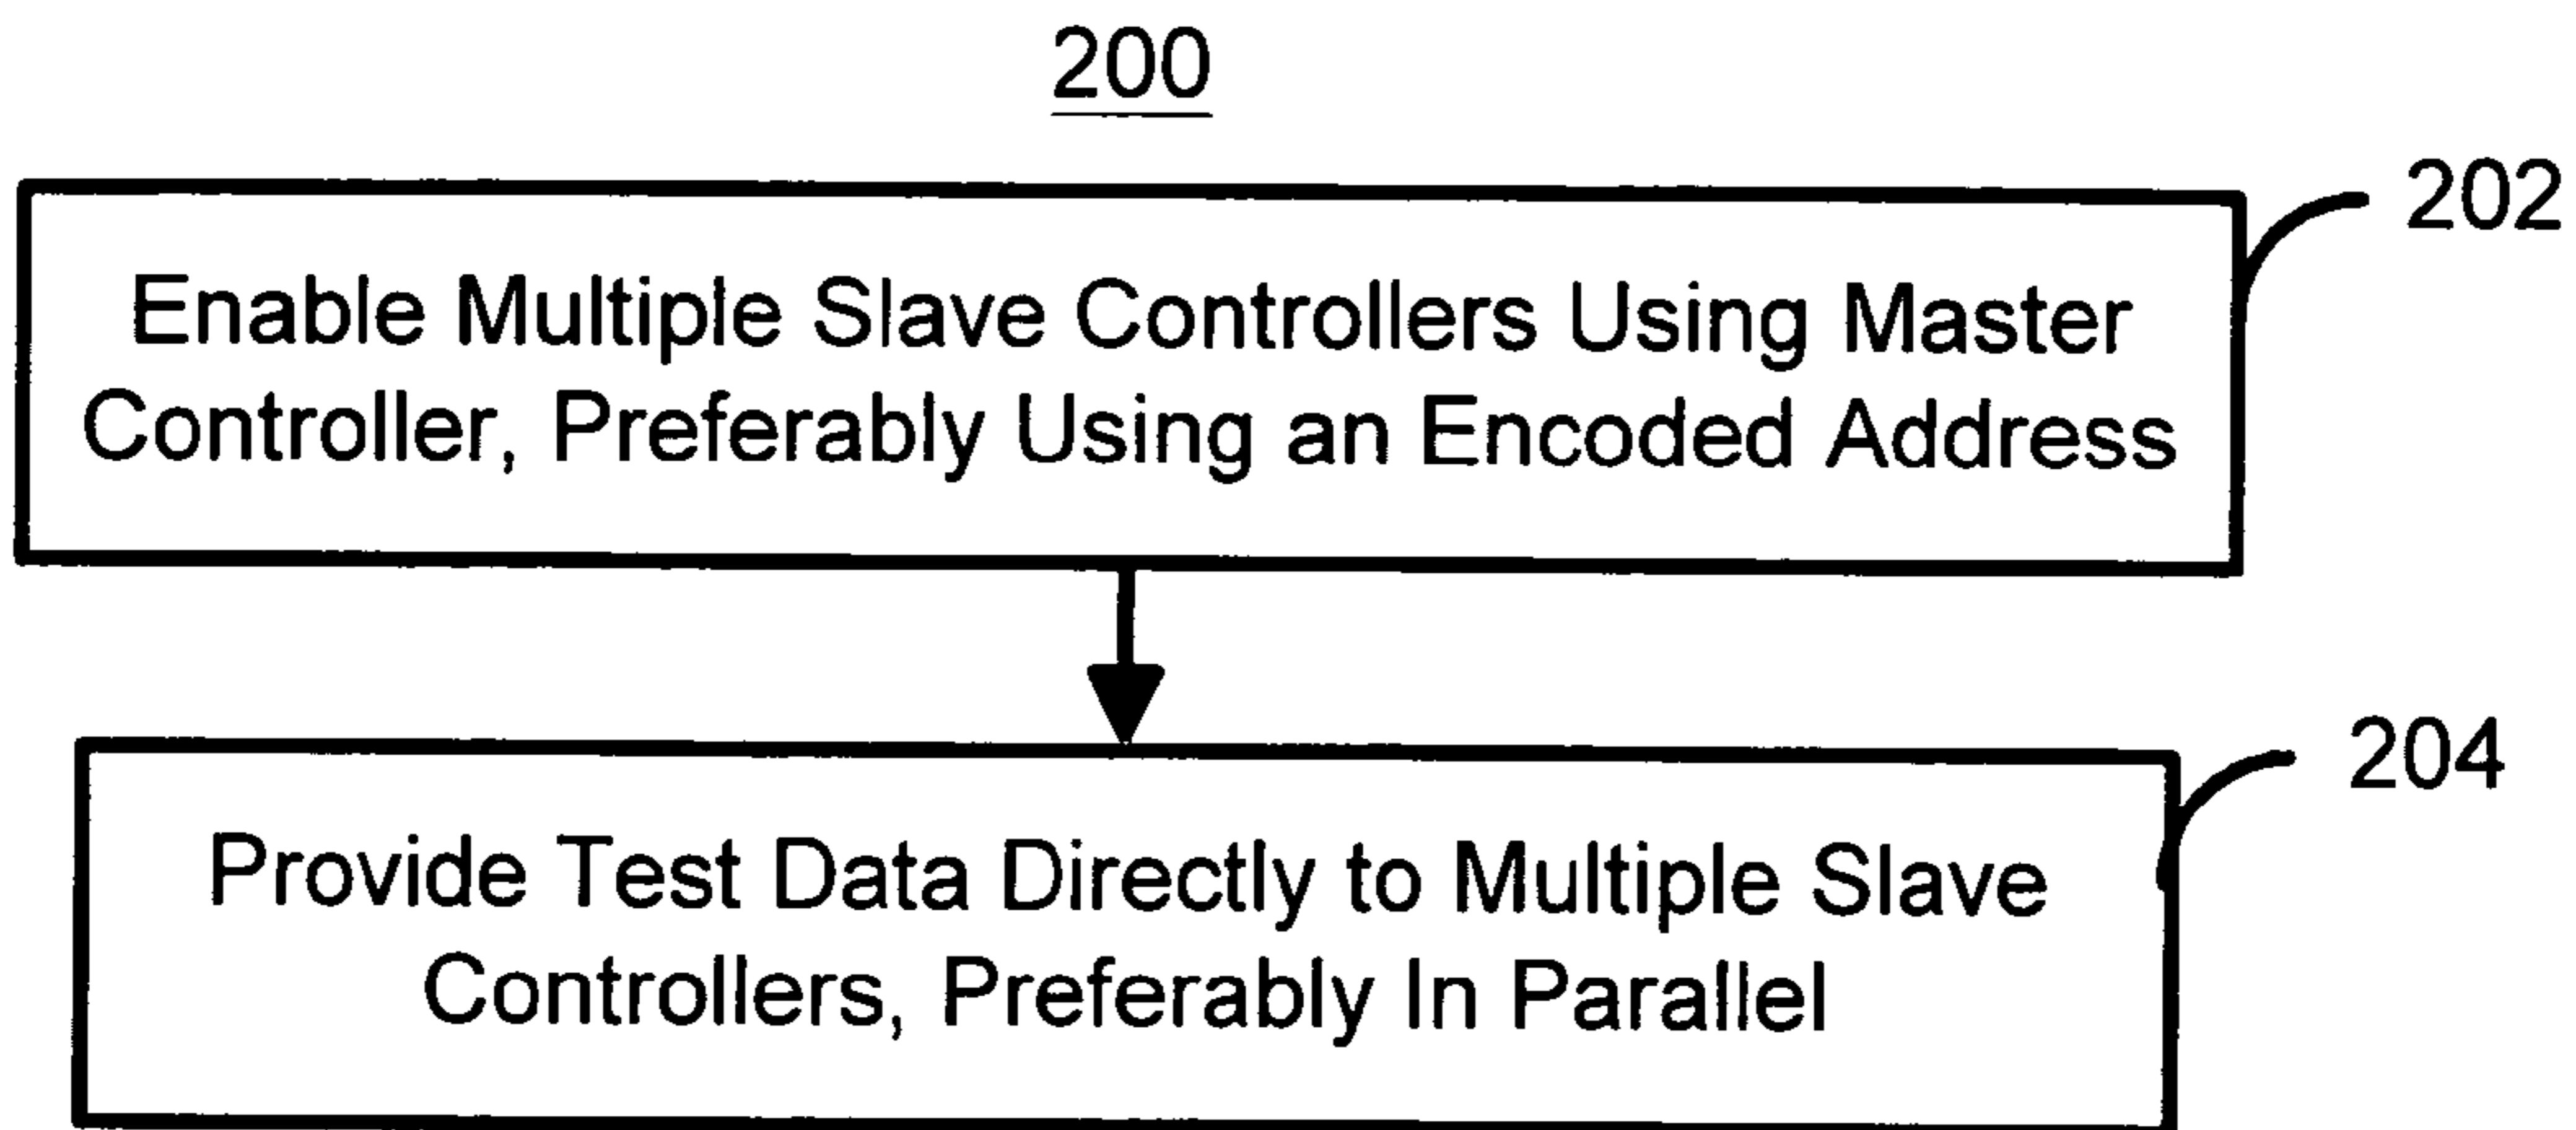 200
202
Enable Multiple Slave Controllers Using Master
Controller, Preferably Using an Encoded Address
204
Provide Test Data Directly to Multiple Slave
Controllers, Preferably In Parallel